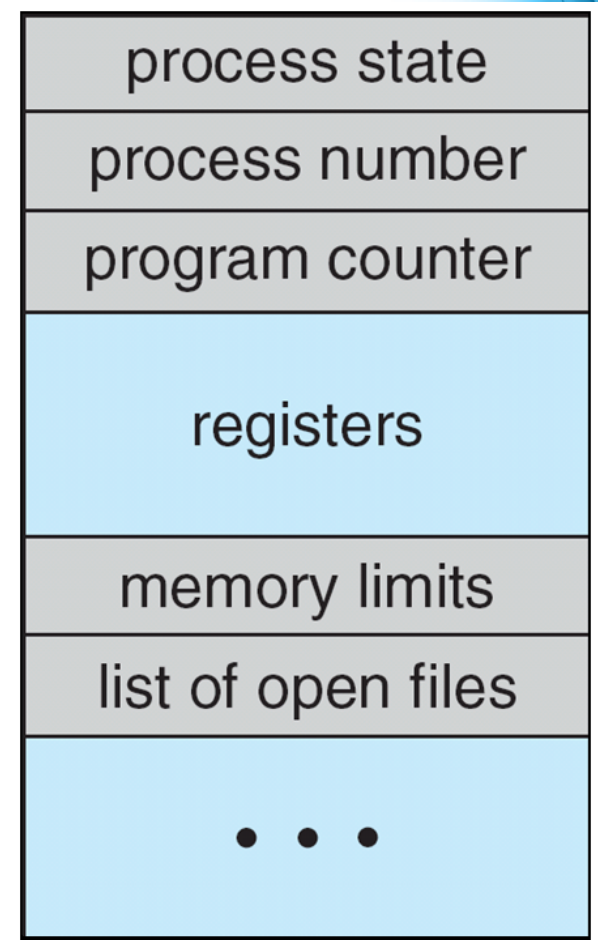 process state
process number
program counter
registers
memory limits
list of open files
• • •